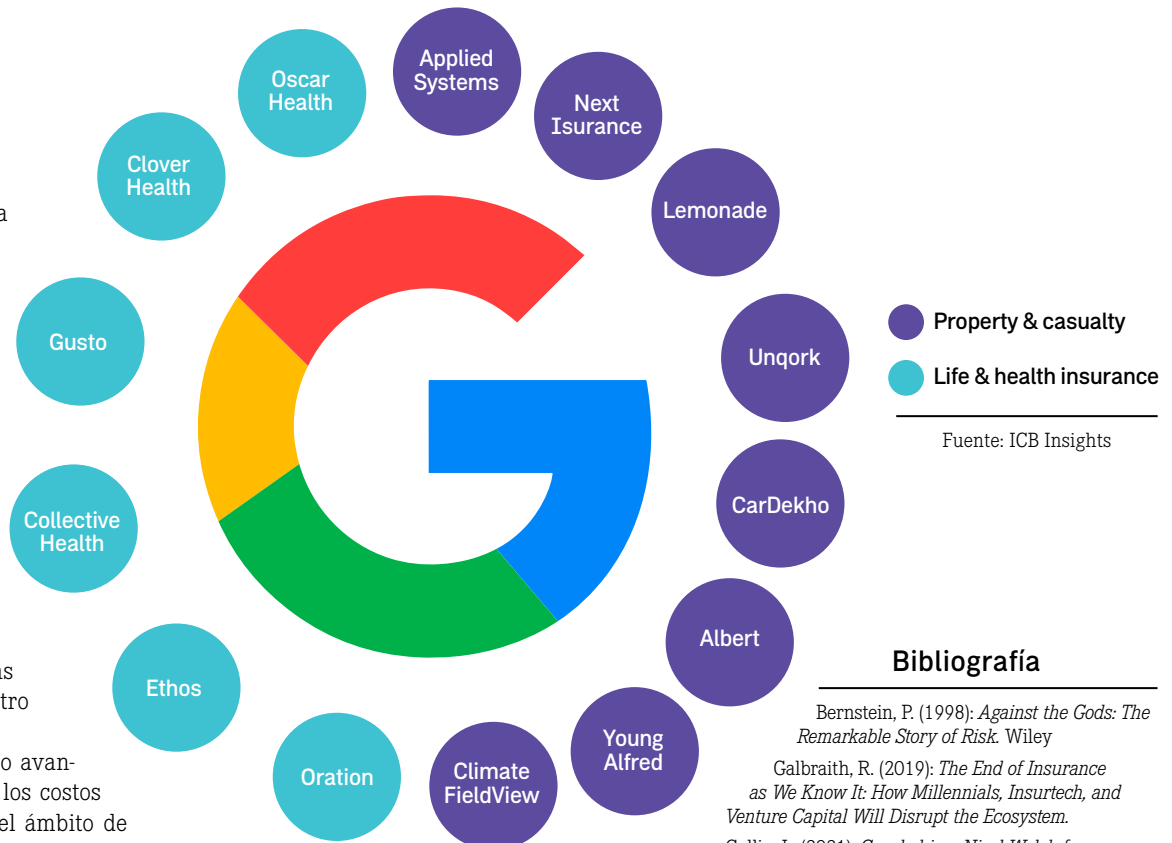 Applied
Systems
Oscar
Health
Next
Isurance
Clover
Health
Lemonade
a
Property & casualty
Gusto
Unqork
Life & health insurance
Fuente: ICB Insights
CarDekho
Collective
Health
Albert
Bibliografía
as
Ethos
tro
Bernstein, P. (1998): Against the Gods: The
Remarkable Story of Risk. Wiley
Young
Alfred
o avan-
Oration
Climate
FieldView
Galbraith, R. (2019): The End of Insurance
as We Know It: How Millennials, Insurtech, and
Venture Capital Will Disrupt the Ecosystem.
los costos
el ámbito de